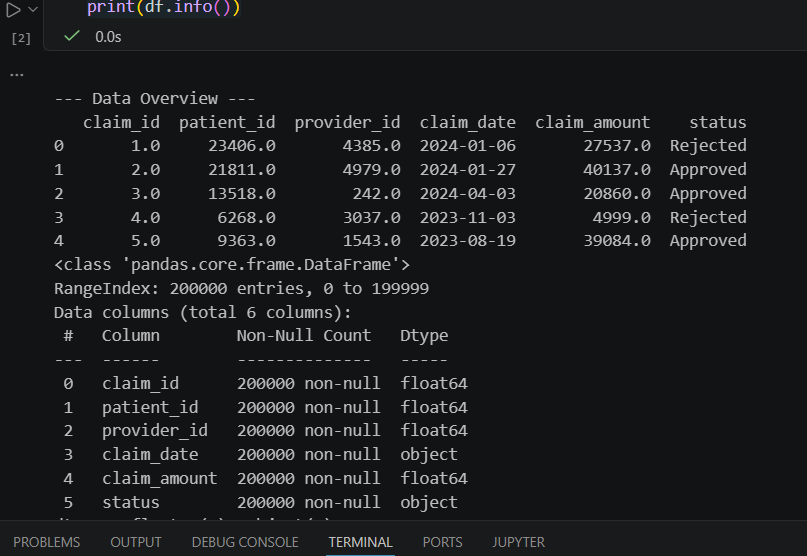 print(df.info())
[2]
0.0s
...
--- Data Overview ---
claim_id patient_id provider_id claim_date claim_amount status
0 1.0 23406.0 4385.0 2024-01-06 27537.0 Rejected
1 2.0 21811.0 4979.0 2024-01-27 40137.0 Approved
2 3.0 13518.0 242.0 2024-04-03 20860.0 Approved
3 4.0 6268.0 3037.0 2023-11-03 4999.0 Rejected
4 5.0 9363.0 1543.0 2023-08-19 39084.0 Approved
<class 'pandas.core.frame.DataFrame'>
RangeIndex: 200000 entries, 0 to 199999
Data columns (total 6 columns):
# Column Non-Null Count Dtype
--- ------ -------------- -----
0 claim_id 200000 non-null float64
1 patient_id 200000 non-null float64
2 provider_id 200000 non-null float64
3 claim_date 200000 non-null object
4 claim_amount 200000 non-null float64
5 status 200000 non-null object
PROBLEMS OUTPUT DEBUG CONSOLE TERMINAL PORTS JUPYTER